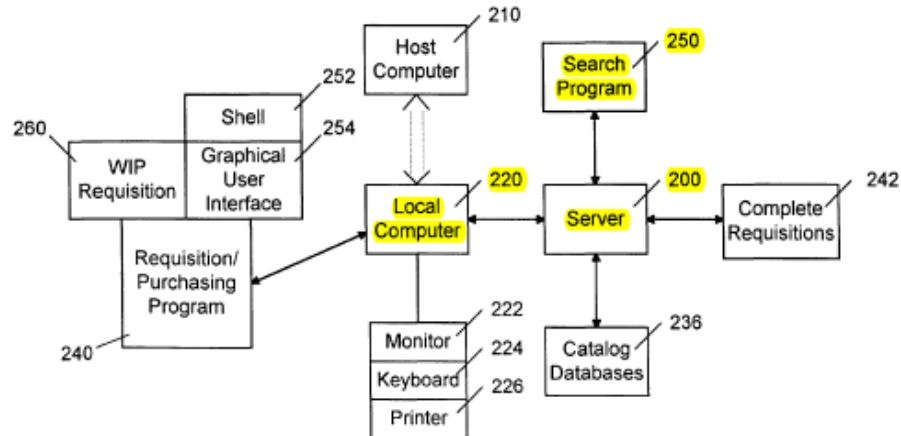 210
Host
Computer
250
Search
Program
252
Shell
254
260
WIP
Requisition
Graphical
User
Interface
220
Local
Computer
200
Server
242
Complete
Requisitions
Requisition/
Purchasing
Program
240
222
Monitor
224
Keyboard
226
Printer
236
Catalog
Databases